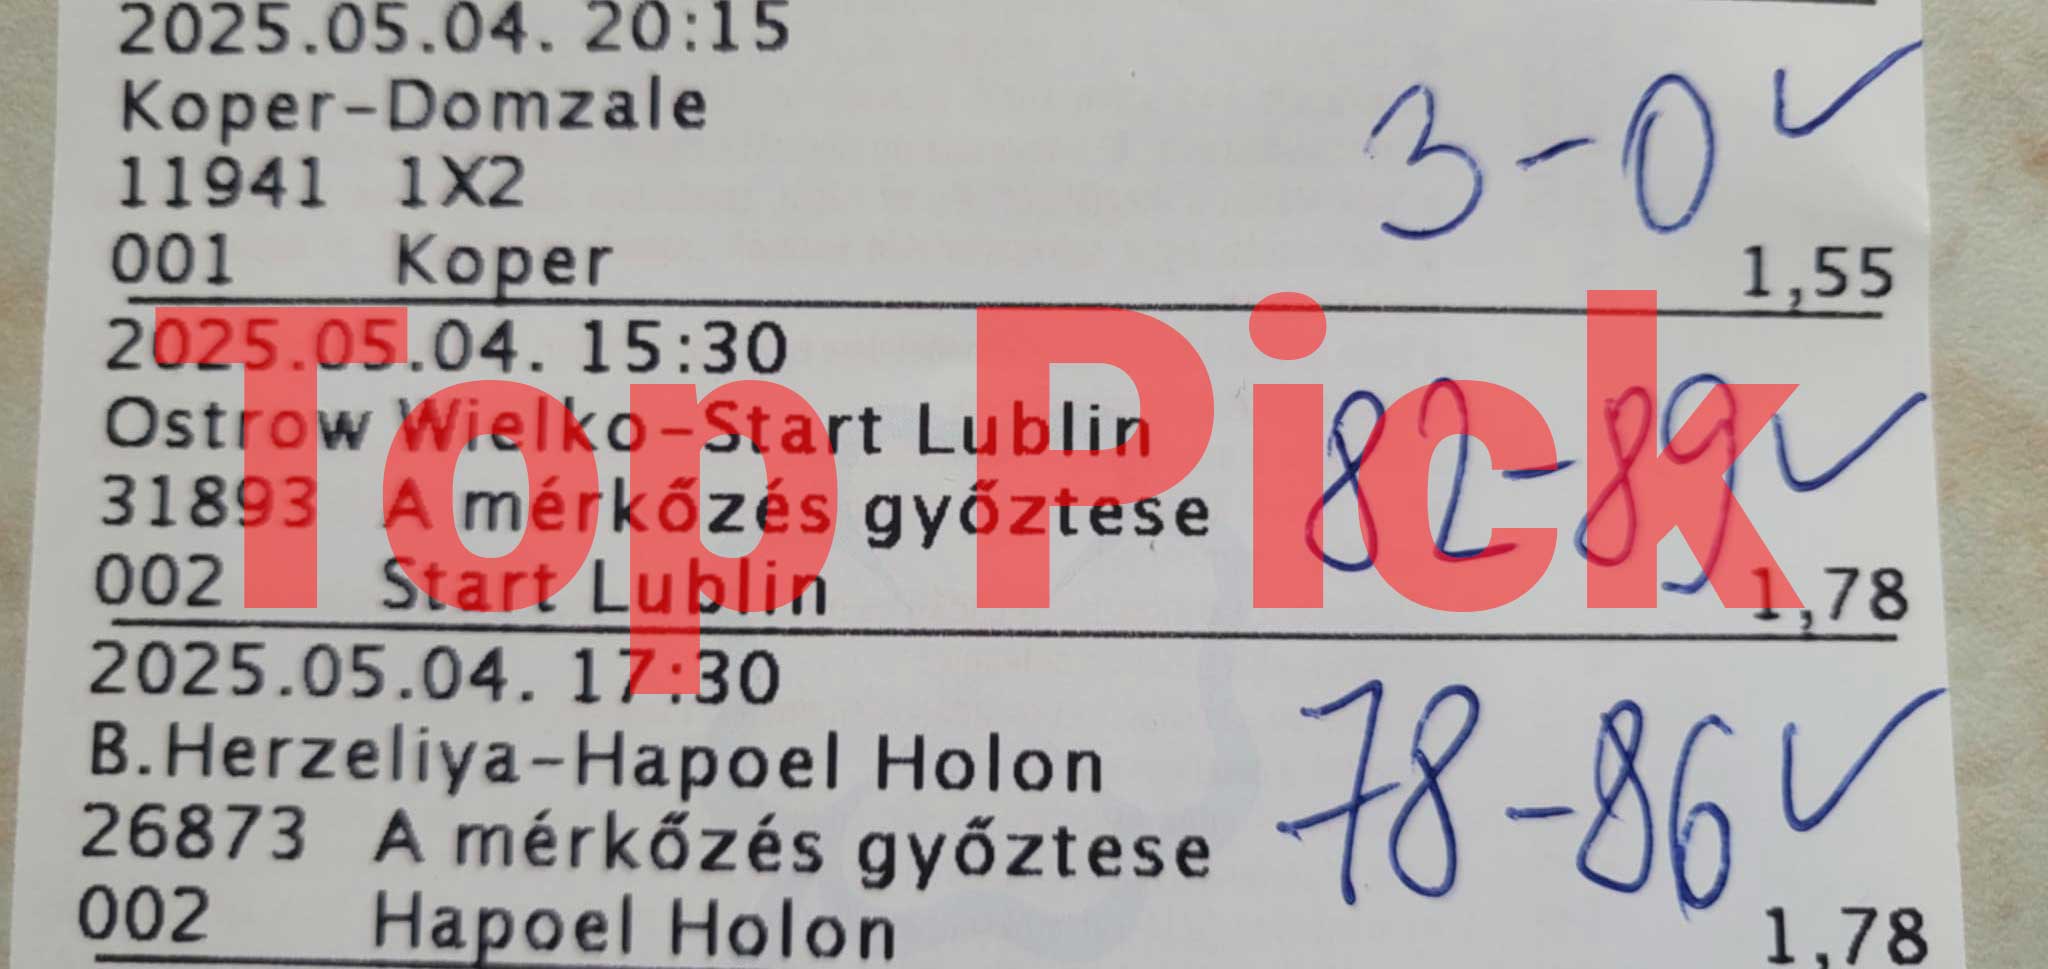 2025.05.04. 20:15
Koper-Domzale
11941 1X2
3-0 ✓
001 Koper 1,55
2025.05.04. 15:30
Ostrow Wielko-Start Lublin
31893 A mérkőzés győztese
82-89 ✓
002 Start Lublin 1,78
Top Pick
2025.05.04. 17:30
B.Herzeliya-Hapoel Holon
26873 A mérkőzés győztese
78-86 ✓
002 Hapoel Holon 1,78